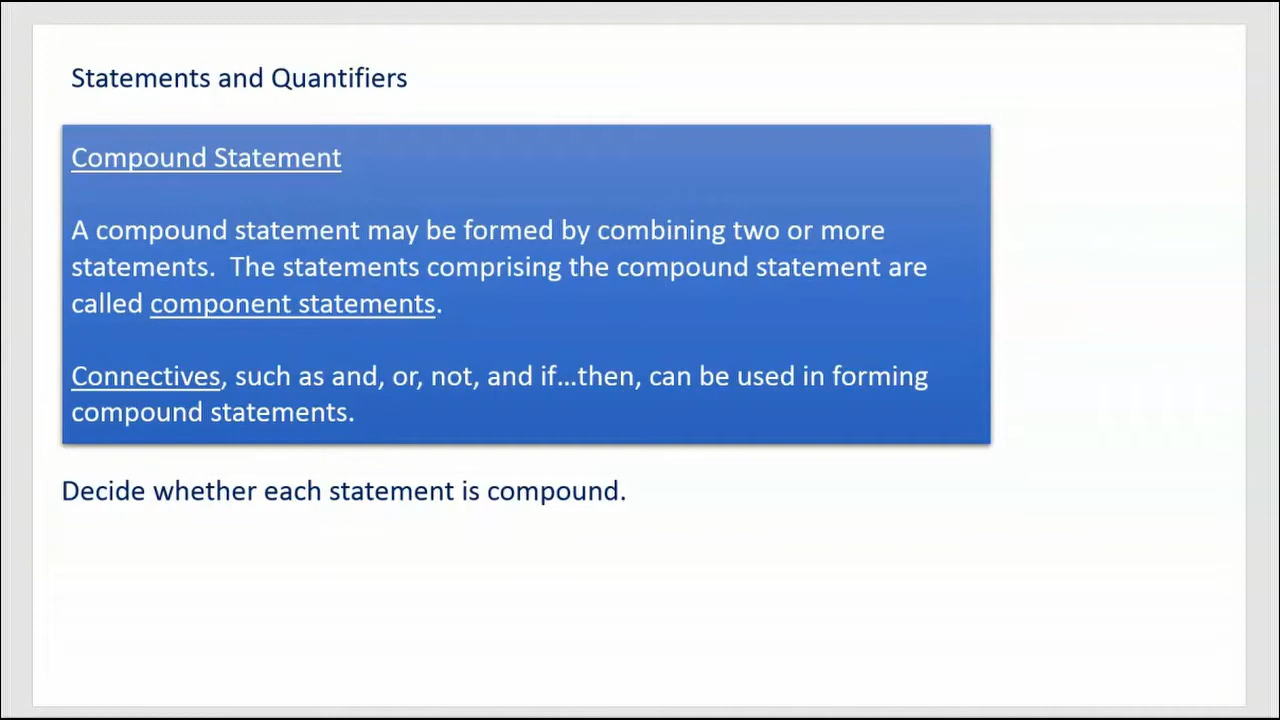 Statements and Quantifiers
Compound Statement
A compound statement may be formed by combining two or more
statements.  The statements comprising the compound statement are
called component statements.
Connectives, such as and, or, not, and if…then, can be used in forming
compound statements.
Decide whether each statement is compound.